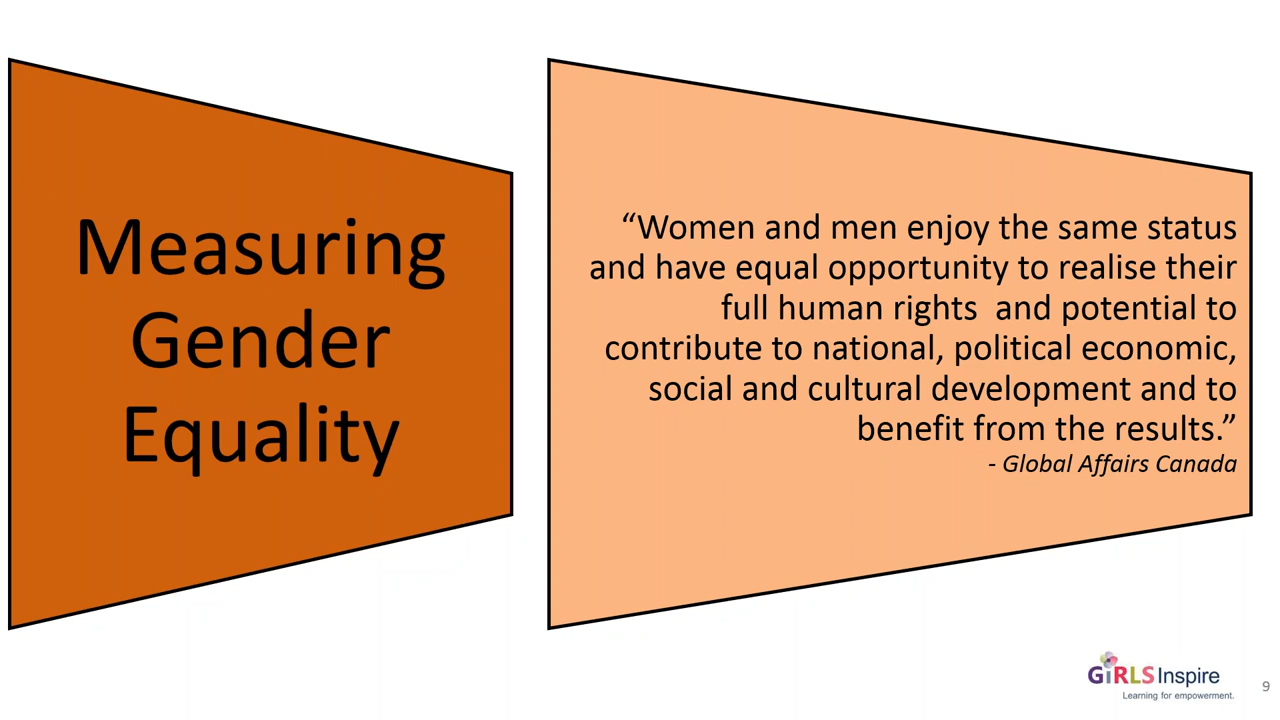 Measuring
Gender
Equality
“Women and men enjoy the same status
and have equal opportunity to realise their
full human rights  and potential to
contribute to national, political economic,
social and cultural development and to
benefit from the results.”
- Global Affairs Canada
GiRLS Inspire
Learning for empowerment.
9